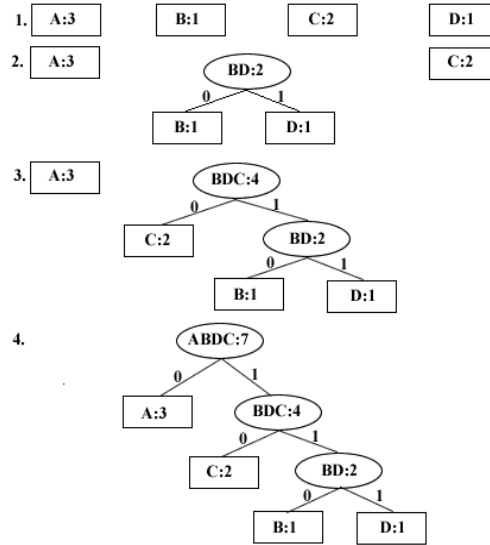 1. A:3 B:1 C:2 D:1
2. A:3 BD:2 C:2
0 1
B:1 D:1
3. A:3 BDC:4
0 1
C:2 BD:2
0 1
B:1 D:1
4. ABDC:7
0 1
A:3 BDC:4
0 1
C:2 BD:2
0 1
B:1 D:1